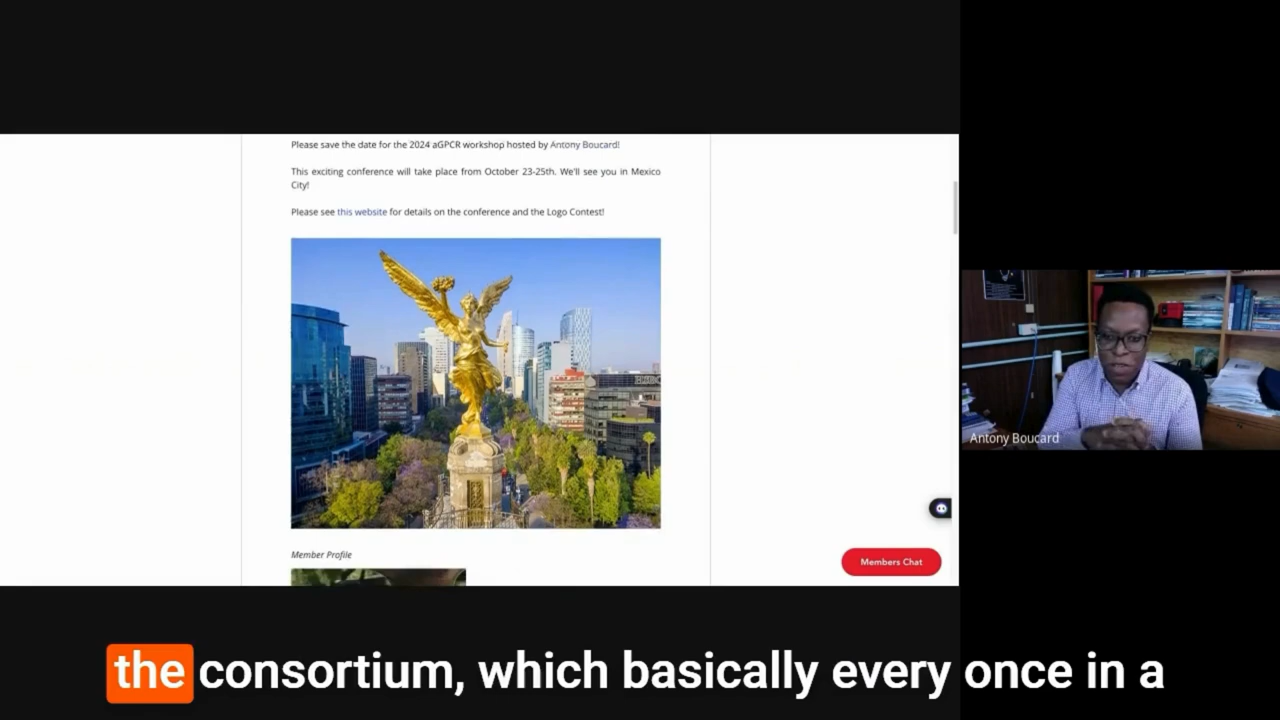 Please save the date for the 2024 aGPCR workshop hosted by Antony Boucard!
This exciting conference will take place from October 23-25th. We'll see you in Mexico
City!
Please see this website for details on the conference and the Logo Contest!
HSBC
Member Profile
Members Chat
Antony Boucard
the consortium, which basically every once in a